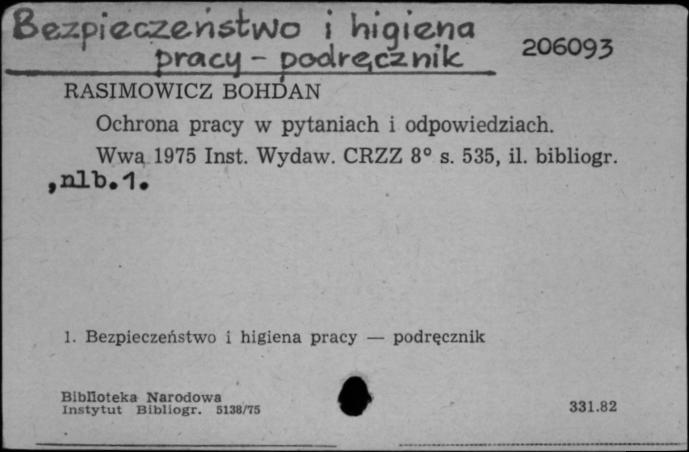 Bezpieczeństwo i higiena
pracy - podręcznik
206093
RASIMOWICZ BOHDAN
Ochrona pracy w pytaniach i odpowiedziach.
Wwa 1975 Inst. Wydaw. CRZZ 8° s. 535, il. bibliogr.
,nlb.1.
1. Bezpieczeństwo i higiena pracy — podręcznik
Biblioteka Narodowa
Instytut Bibliogr. 5138/75
331.82